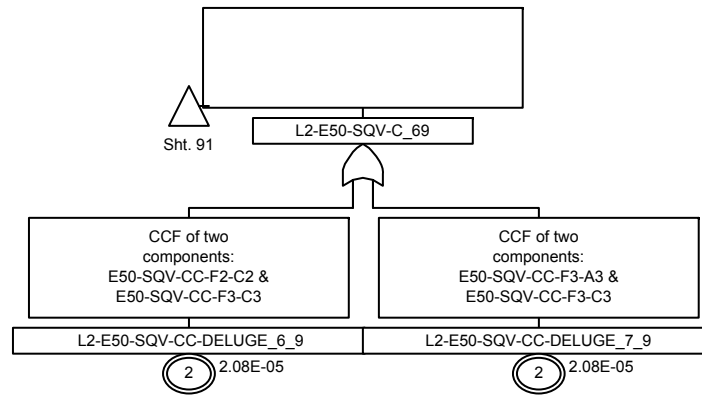 Sht. 91
L2-E50-SQV-C_69
CCF of two
components:
E50-SQV-CC-F2-C2 &
E50-SQV-CC-F3-C3
CCF of two
components:
E50-SQV-CC-F3-A3 &
E50-SQV-CC-F3-C3
L2-E50-SQV-CC-DELUGE_6_9
L2-E50-SQV-CC-DELUGE_7_9
2
2.08E-05
2
2.08E-05